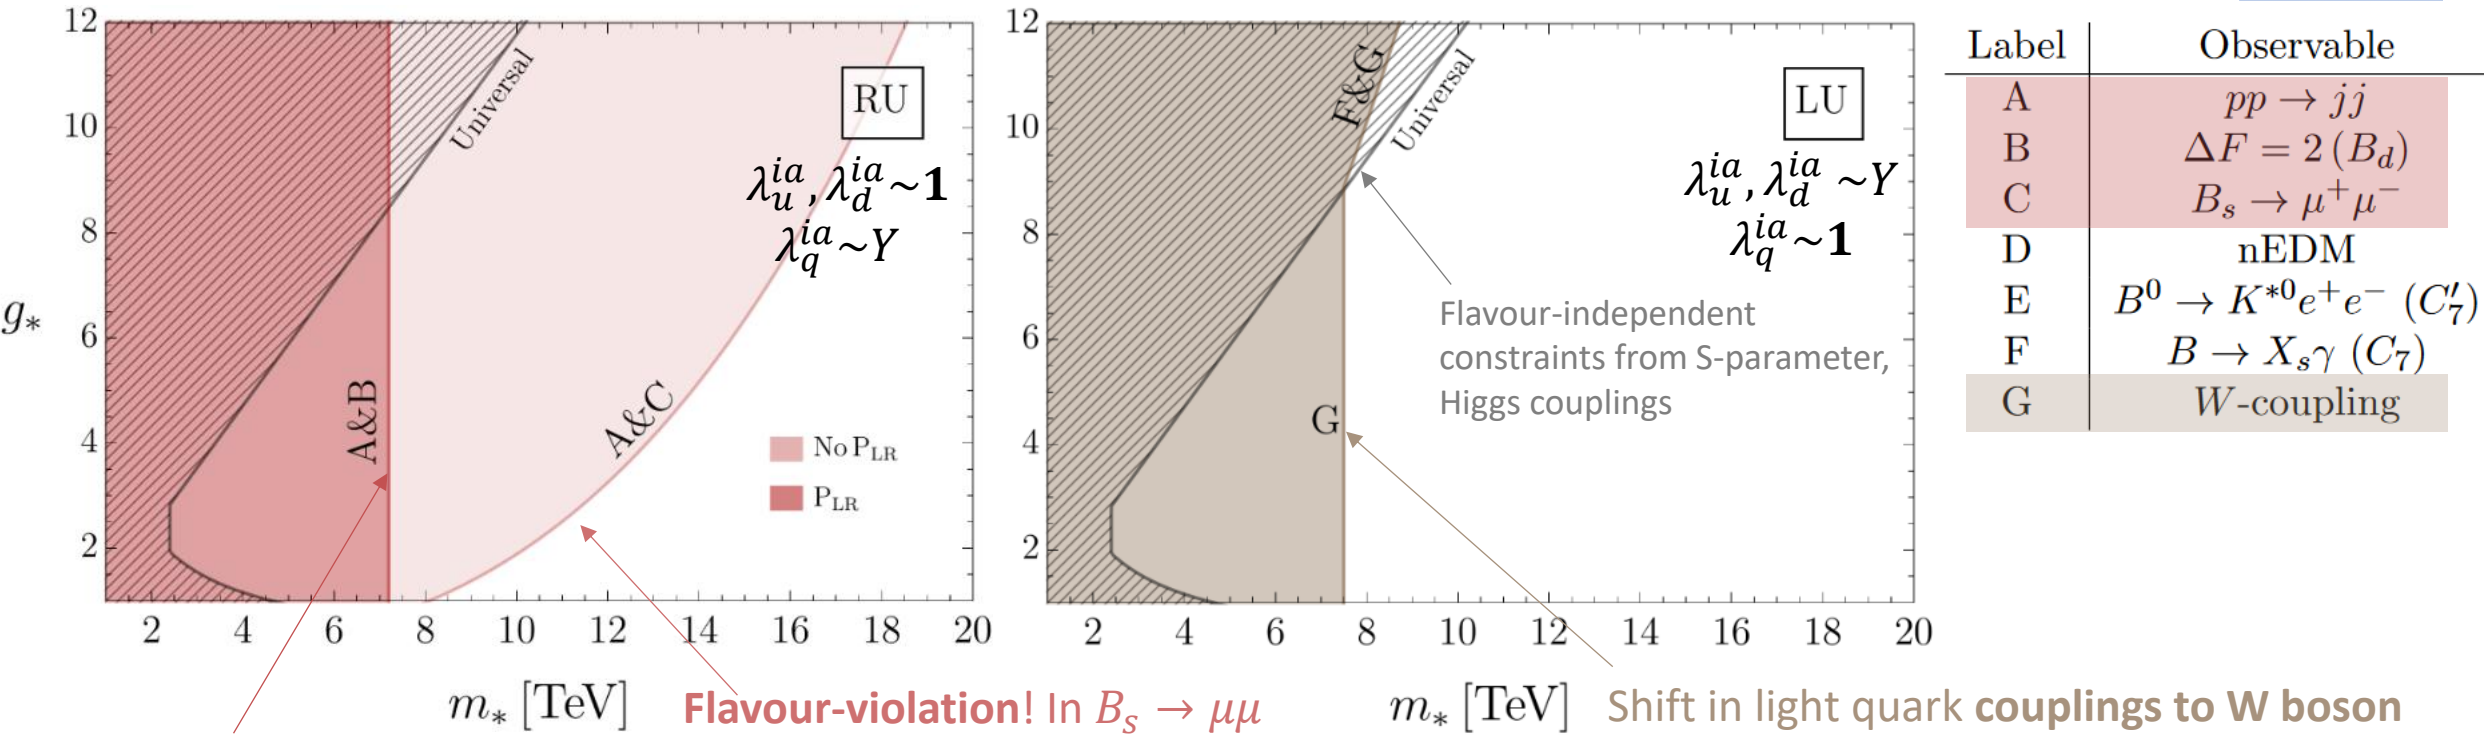 12
10
8
6
4
2
g*
2 4 6 8 10 12 14 16 18 20
m* [TeV]
Universal
A&B
A&C
RU
λ_u^{ia}, λ_d^{ia}~1
λ_q^{ia}~Y
No P_LR
P_LR
Flavour-violation! In B_s → μμ
12
10
8
6
4
2
2 4 6 8 10 12 14 16 18 20
m* [TeV]
F&G
Universal
G
LU
λ_u^{ia}, λ_d^{ia} ~Y
λ_q^{ia}~1
Flavour-independent
constraints from S-parameter,
Higgs couplings
Shift in light quark couplings to W boson
Label Observable
A pp → jj
B ΔF = 2 (B_d)
C B_s → μ⁺μ⁻
D nEDM
E B⁰ → K*⁰e⁺e⁻ (C₇′)
F B → X_sγ (C₇)
G W-coupling